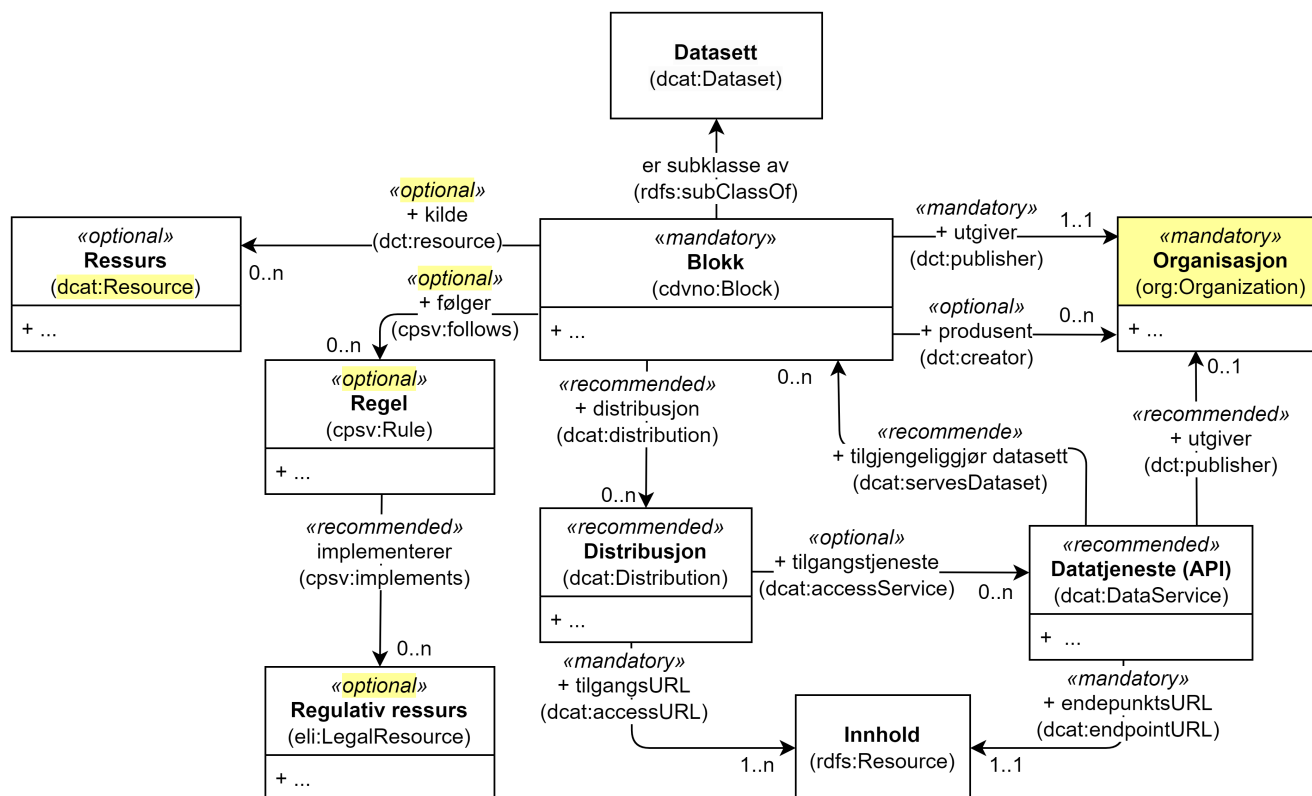 Datasett
(dcat:Dataset)
er subklasse av
(rdfs:subClassOf)
«optional»
+ kilde
(dct:resource)
0..n
«optional»
Ressurs
(dcat:Resource)
+ ...
«mandatory»
Blokk
(cdvno:Block)
+ ...
«mandatory»
+ utgiver
(dct:publisher)
1..1
«mandatory»
Organisasjon
(org:Organization)
+ ...
«optional»
+ følger
(cpsv:follows)
0..n
«optional»
+ produsent
(dct:creator)
0..n
«optional»
Regel
(cpsv:Rule)
+ ...
«recommended»
+ distribusjon
(dcat:distribution)
0..n
0..n
«recommende»
+ tilgjengeliggjør datasett
(dcat:servesDataset)
0..1
«recommended»
+ utgiver
(dct:publisher)
«recommended»
implementerer
(cpsv:implements)
0..n
«recommended»
Distribusjon
(dcat:Distribution)
+ ...
«optional»
+ tilgangstjeneste
(dcat:accessService)
0..n
«recommended»
Datatjeneste (API)
(dcat:DataService)
+ ...
«optional»
Regulativ ressurs
(eli:LegalResource)
+ ...
«mandatory»
+ tilgangsURL
(dcat:accessURL)
1..n
Innhold
(rdfs:Resource)
«mandatory»
+ endepunktsURL
(dcat:endpointURL)
1..1